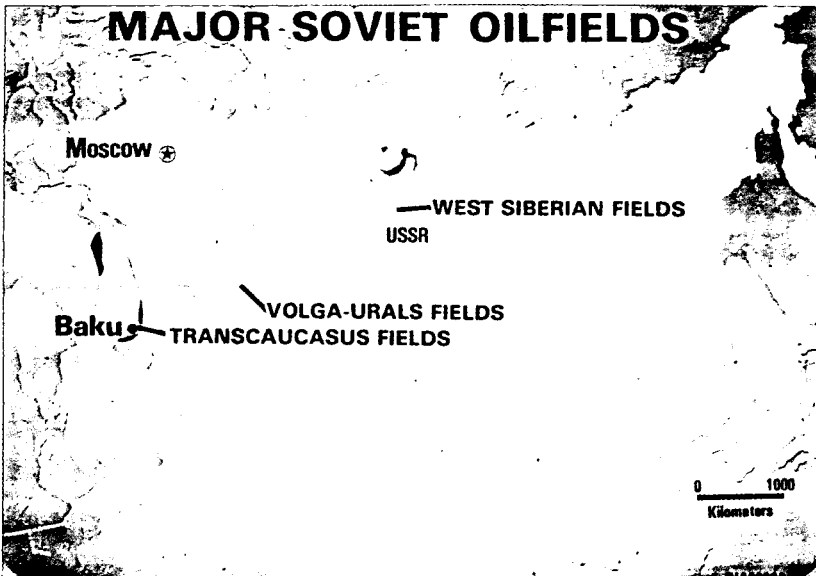 MAJOR SOVIET OILFIELDS
Moscow
WEST SIBERIAN FIELDS
USSR
VOLGA-URALS FIELDS
Baku
TRANSCAUCASUS FIELDS
0 1000
Kilometers